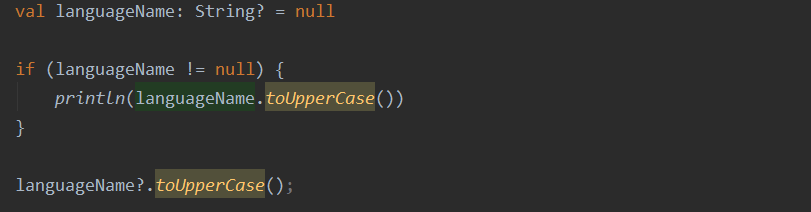 val languageName: String? = null
if (languageName != null) {
println(languageName.toUpperCase())
}
languageName?.toUpperCase();